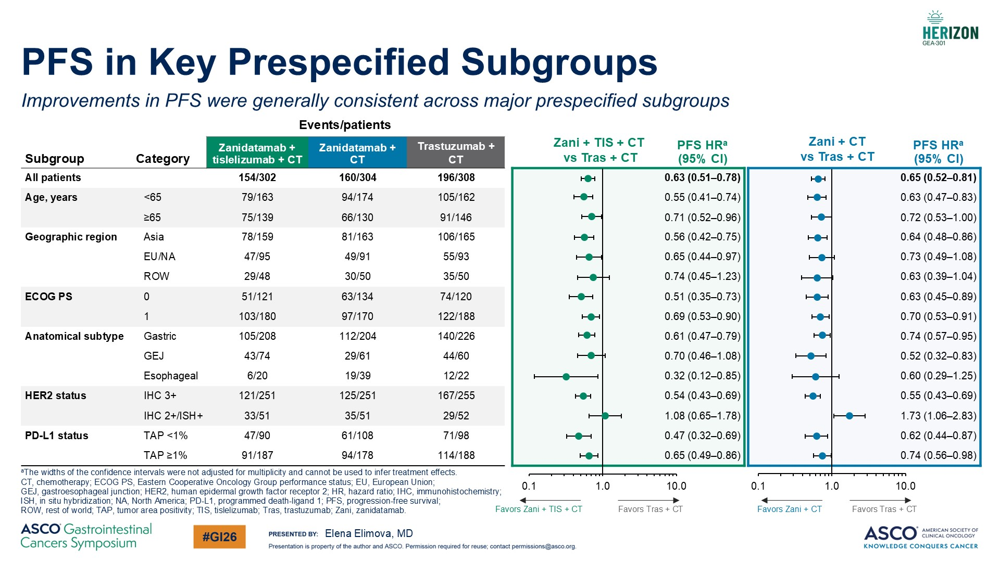 HERIZON
GEA-301
PFS in Key Prespecified Subgroups
Improvements in PFS were generally consistent across major prespecified subgroups
Events/patients
Subgroup Category Zanidatamab + tislelizumab + CT Zanidatamab + CT Trastuzumab + CT
Zani + TIS + CT vs Tras + CT PFS HRᵃ (95% CI) Zani + CT vs Tras + CT PFS HRᵃ (95% CI)
All patients 154/302 160/304 196/308 0.63 (0.51–0.78) 0.65 (0.52–0.81)
Age, years <65 79/163 94/174 105/162 0.55 (0.41–0.74) 0.63 (0.47–0.83)
≥65 75/139 66/130 91/146 0.71 (0.52–0.96) 0.72 (0.53–1.00)
Geographic region Asia 78/159 81/163 106/165 0.56 (0.42–0.75) 0.64 (0.48–0.86)
EU/NA 47/95 49/91 55/93 0.65 (0.44–0.97) 0.73 (0.49–1.08)
ROW 29/48 30/50 35/50 0.74 (0.45–1.23) 0.63 (0.39–1.04)
ECOG PS 0 51/121 63/134 74/120 0.51 (0.35–0.73) 0.63 (0.45–0.89)
1 103/180 97/170 122/188 0.69 (0.53–0.90) 0.70 (0.53–0.91)
Anatomical subtype Gastric 105/208 112/204 140/226 0.61 (0.47–0.79) 0.74 (0.57–0.95)
GEJ 43/74 29/61 44/60 0.70 (0.46–1.08) 0.52 (0.32–0.83)
Esophageal 6/20 19/39 12/22 0.32 (0.12–0.85) 0.60 (0.29–1.25)
HER2 status IHC 3+ 121/251 125/251 167/255 0.54 (0.43–0.69) 0.55 (0.43–0.69)
IHC 2+/ISH+ 33/51 35/51 29/52 1.08 (0.65–1.78) 1.73 (1.06–2.83)
PD-L1 status TAP <1% 47/90 61/108 71/98 0.47 (0.32–0.69) 0.62 (0.44–0.87)
TAP ≥1% 91/187 94/178 114/188 0.65 (0.49–0.86) 0.74 (0.56–0.98)
0.1 1.0 10.0 0.1 1.0 10.0
Favors Zani + TIS + CT Favors Tras + CT Favors Zani + CT Favors Tras + CT
ᵃThe widths of the confidence intervals were not adjusted for multiplicity and cannot be used to infer treatment effects.
CT, chemotherapy; ECOG PS, Eastern Cooperative Oncology Group performance status; EU, European Union;
GEJ, gastroesophageal junction; HER2, human epidermal growth factor receptor 2; HR, hazard ratio; IHC, immunohistochemistry;
ISH, in situ hybridization; NA, North America; PD-L1, programmed death-ligand 1; PFS, progression-free survival;
ROW, rest of world; TAP, tumor area positivity; TIS, tislelizumab; Tras, trastuzumab; Zani, zanidatamab.
ASCO Gastrointestinal
Cancers Symposium
#GI26
PRESENTED BY: Elena Elimova, MD
Presentation is property of the author and ASCO. Permission required for reuse; contact permissions@asco.org.
ASCO AMERICAN SOCIETY OF
CLINICAL ONCOLOGY
KNOWLEDGE CONQUERS CANCER